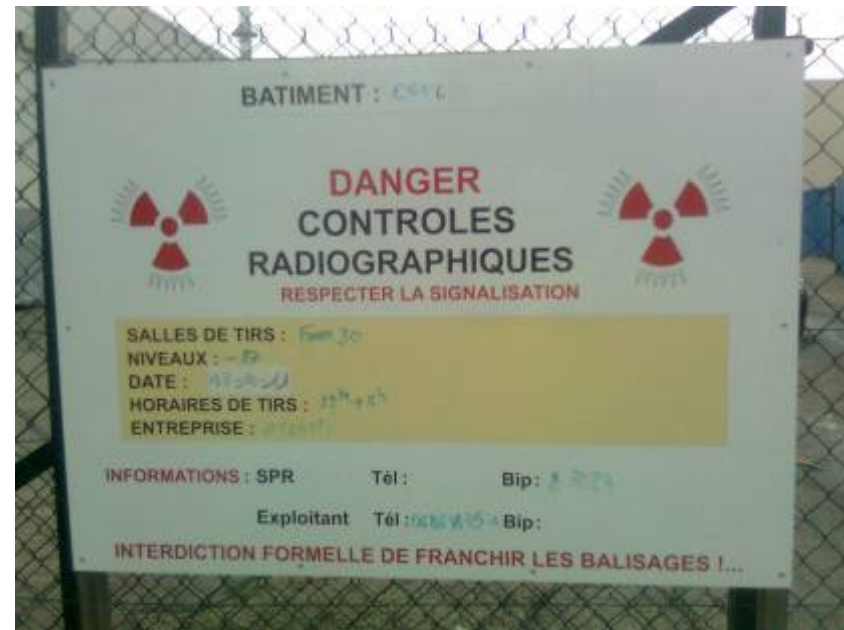 BATIMENT :
DANGER
CONTROLES
RADIOGRAPHIQUES
RESPECTER LA SIGNALISATION
SALLES DE TIRS :
NIVEAUX :
DATE :
HORAIRES DE TIRS :
ENTREPRISE :
INFORMATIONS : SPR Tél : Bip :
Exploitant Tél : Bip :
INTERDICTION FORMELLE DE FRANCHIR LES BALISAGES !...